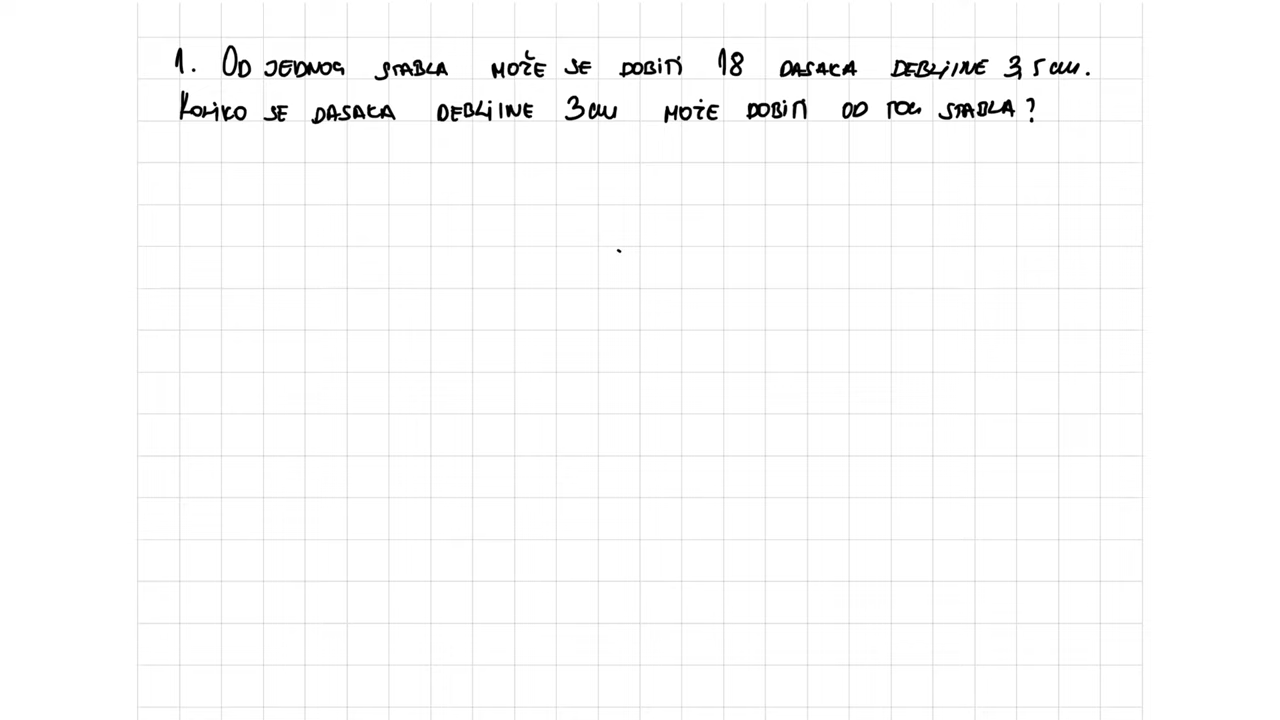 1. OD JEDNOG STABLA MOŽE SE DOBITI 18 DASAKA DEBLJINE 3,5 cm.
KOLIKO SE DASAKA DEBLJINE 3 cm MOŽE DOBITI OD TOG STABLA?